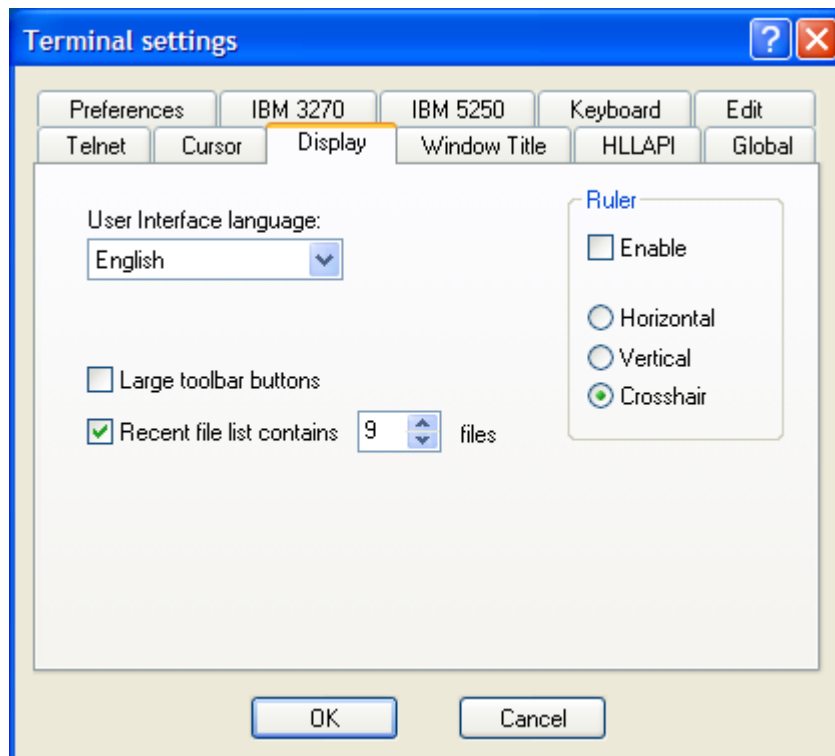 Terminal settings
Preferences IBM 3270 IBM 5250 Keyboard Edit
Telnet Cursor Display Window Title HLLAPI Global
User Interface language:
English
Large toolbar buttons
Recent file list contains 9 files
Ruler
Enable
Horizontal
Vertical
Crosshair
OK Cancel